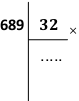 689 32 ×
.....